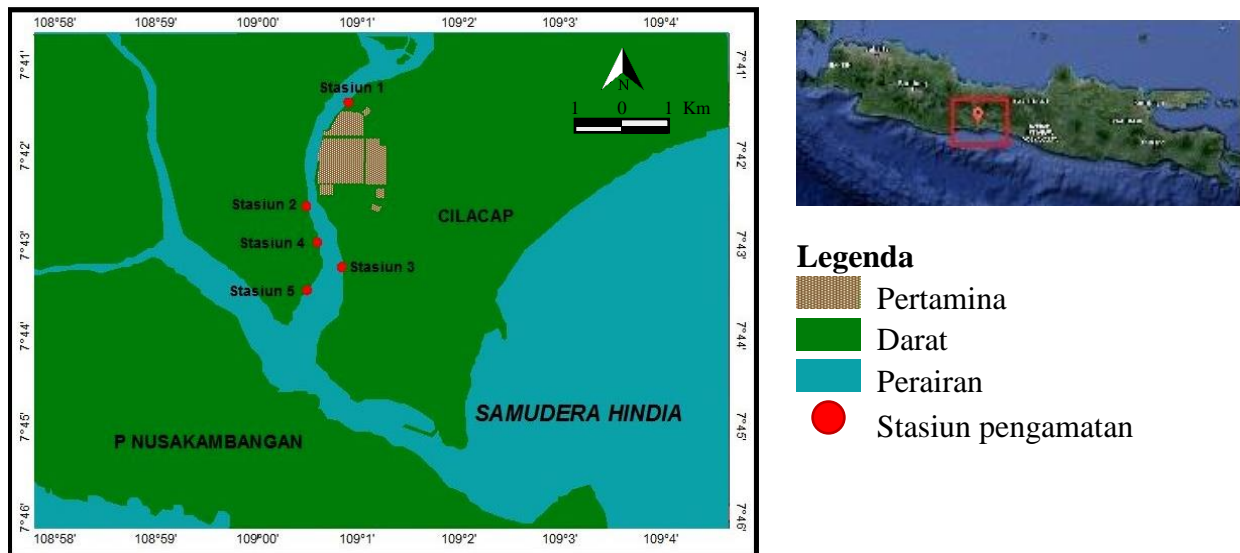 108°58' 108°59' 109°00' 109°1' 109°2' 109°3' 109°4'
7°41' 7°41'
Stasiun 1
N
1 0 1 Km
7°42' 7°42'
Stasiun 2
CILACAP
7°43' 7°43'
Stasiun 4
Stasiun 3
Stasiun 5
7°44' 7°44'
SAMUDERA HINDIA
7°45' 7°45'
P NUSAKAMBANGAN
7°46' 7°46'
108°58' 108°59' 109°00' 109°1' 109°2' 109°3' 109°4'
Legenda
Pertamina
Darat
Perairan
Stasiun pengamatan